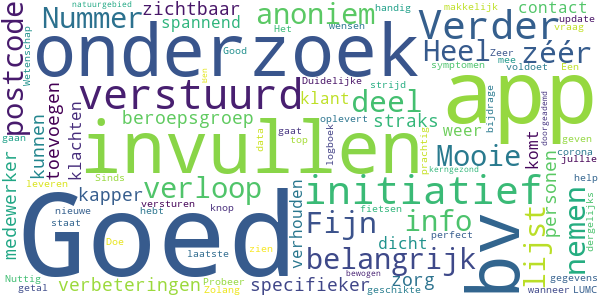 natuurgebied
Nummer
zichtbaar
spannend
anoniem
contact
handig
makkelijk
update
postcode
Wetenschap
onderzoek
Good
Het
wensen
Verder
vraag
Heel
Zeer
zéér
verstuurd
Duidelijke
strijd
symptomen
mee
voldoet
Een
app
toevoegen
klachten
kunnen
beroepsgroep
een
klant
deel
straks
oplevert
weer
bijdrage
doorgeademd
geven
corona
gaan
invullen
data
gaat
top
logboek
prachtig
Mooie
komt
jullie
personen
medewerker
leveren
Sinds
kapper
verloop
initiatief
kerngezond
help
dergelijks
nemen
versturen
knop
nieuwe
hebt
staat
Goed
verhouden
Fijn
fietsen
info
perfect
bv
lijst
Doe
zien
laatste
belangrijk
dicht
Nuttig
getal
verbeteringen
Probeer
Zolang
specifieker
bewogen
zorg
geschikte
wanneer
gegevens
LUMC